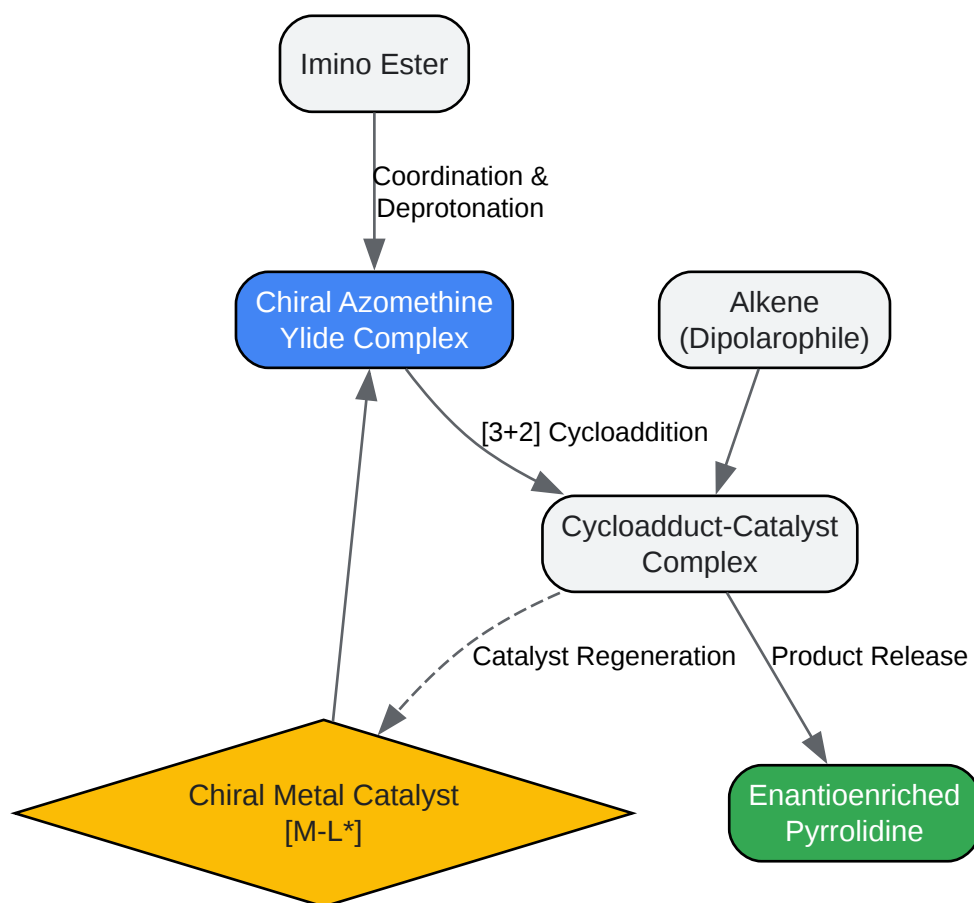 Imino Ester
Coordination &
Deprotonation
Chiral Azomethine
Ylide Complex
Alkene
(Dipolarophile)
[3+2] Cycloaddition
Cycloadduct-Catalyst
Complex
Catalyst Regeneration
Product Release
Chiral Metal Catalyst
[M-L*]
Enantioenriched
Pyrrolidine